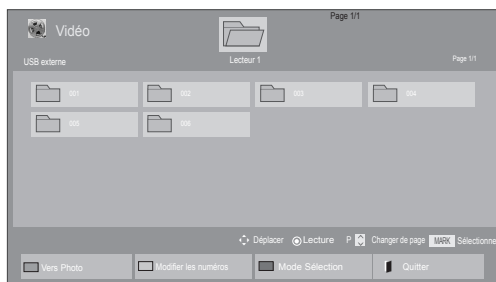 Page 1/1
Vidéo
USB externe
Lecteur 1
Page 1/1
001 002 003 004
005 006
Déplacer Lecture P Changer de page MARK Sélectionne
Vers Photo Modifier les numéros Mode Sélection Quitter